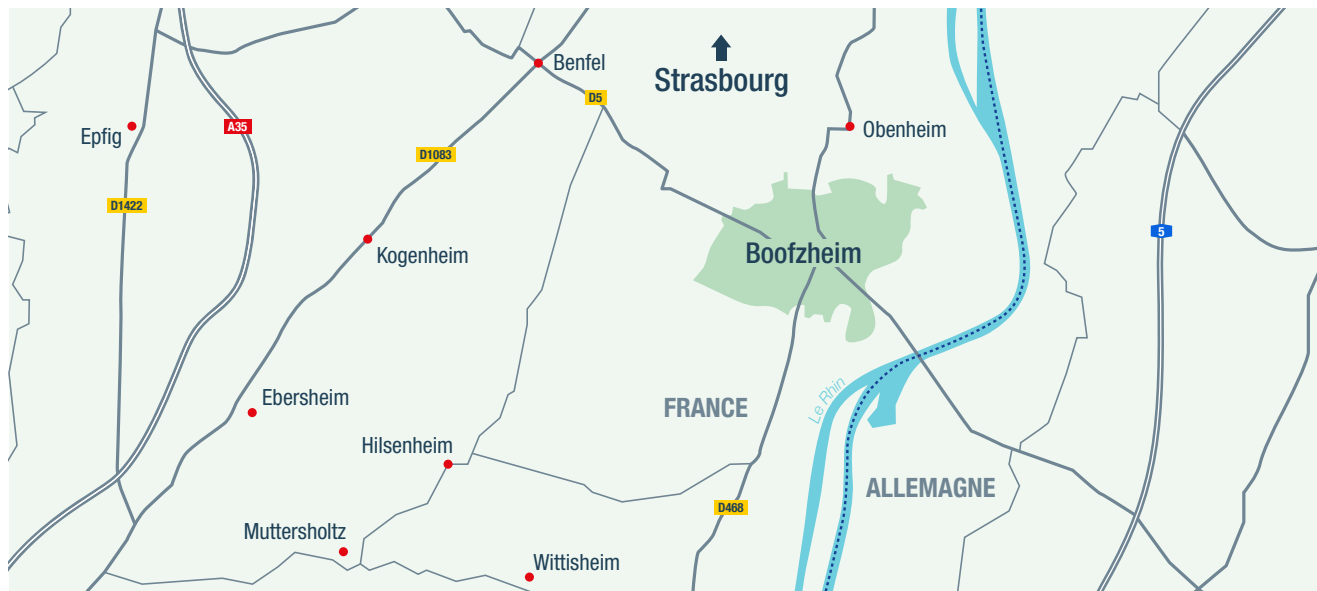 Strasbourg
Benfel
D5
Epfig
A35
Obenheim
D1083
D1422
Kogenheim
Boofzheim
5
Ebersheim
FRANCE
Le Rhin
Hilsenheim
ALLEMAGNE
D468
Muttersholtz
Wittisheim